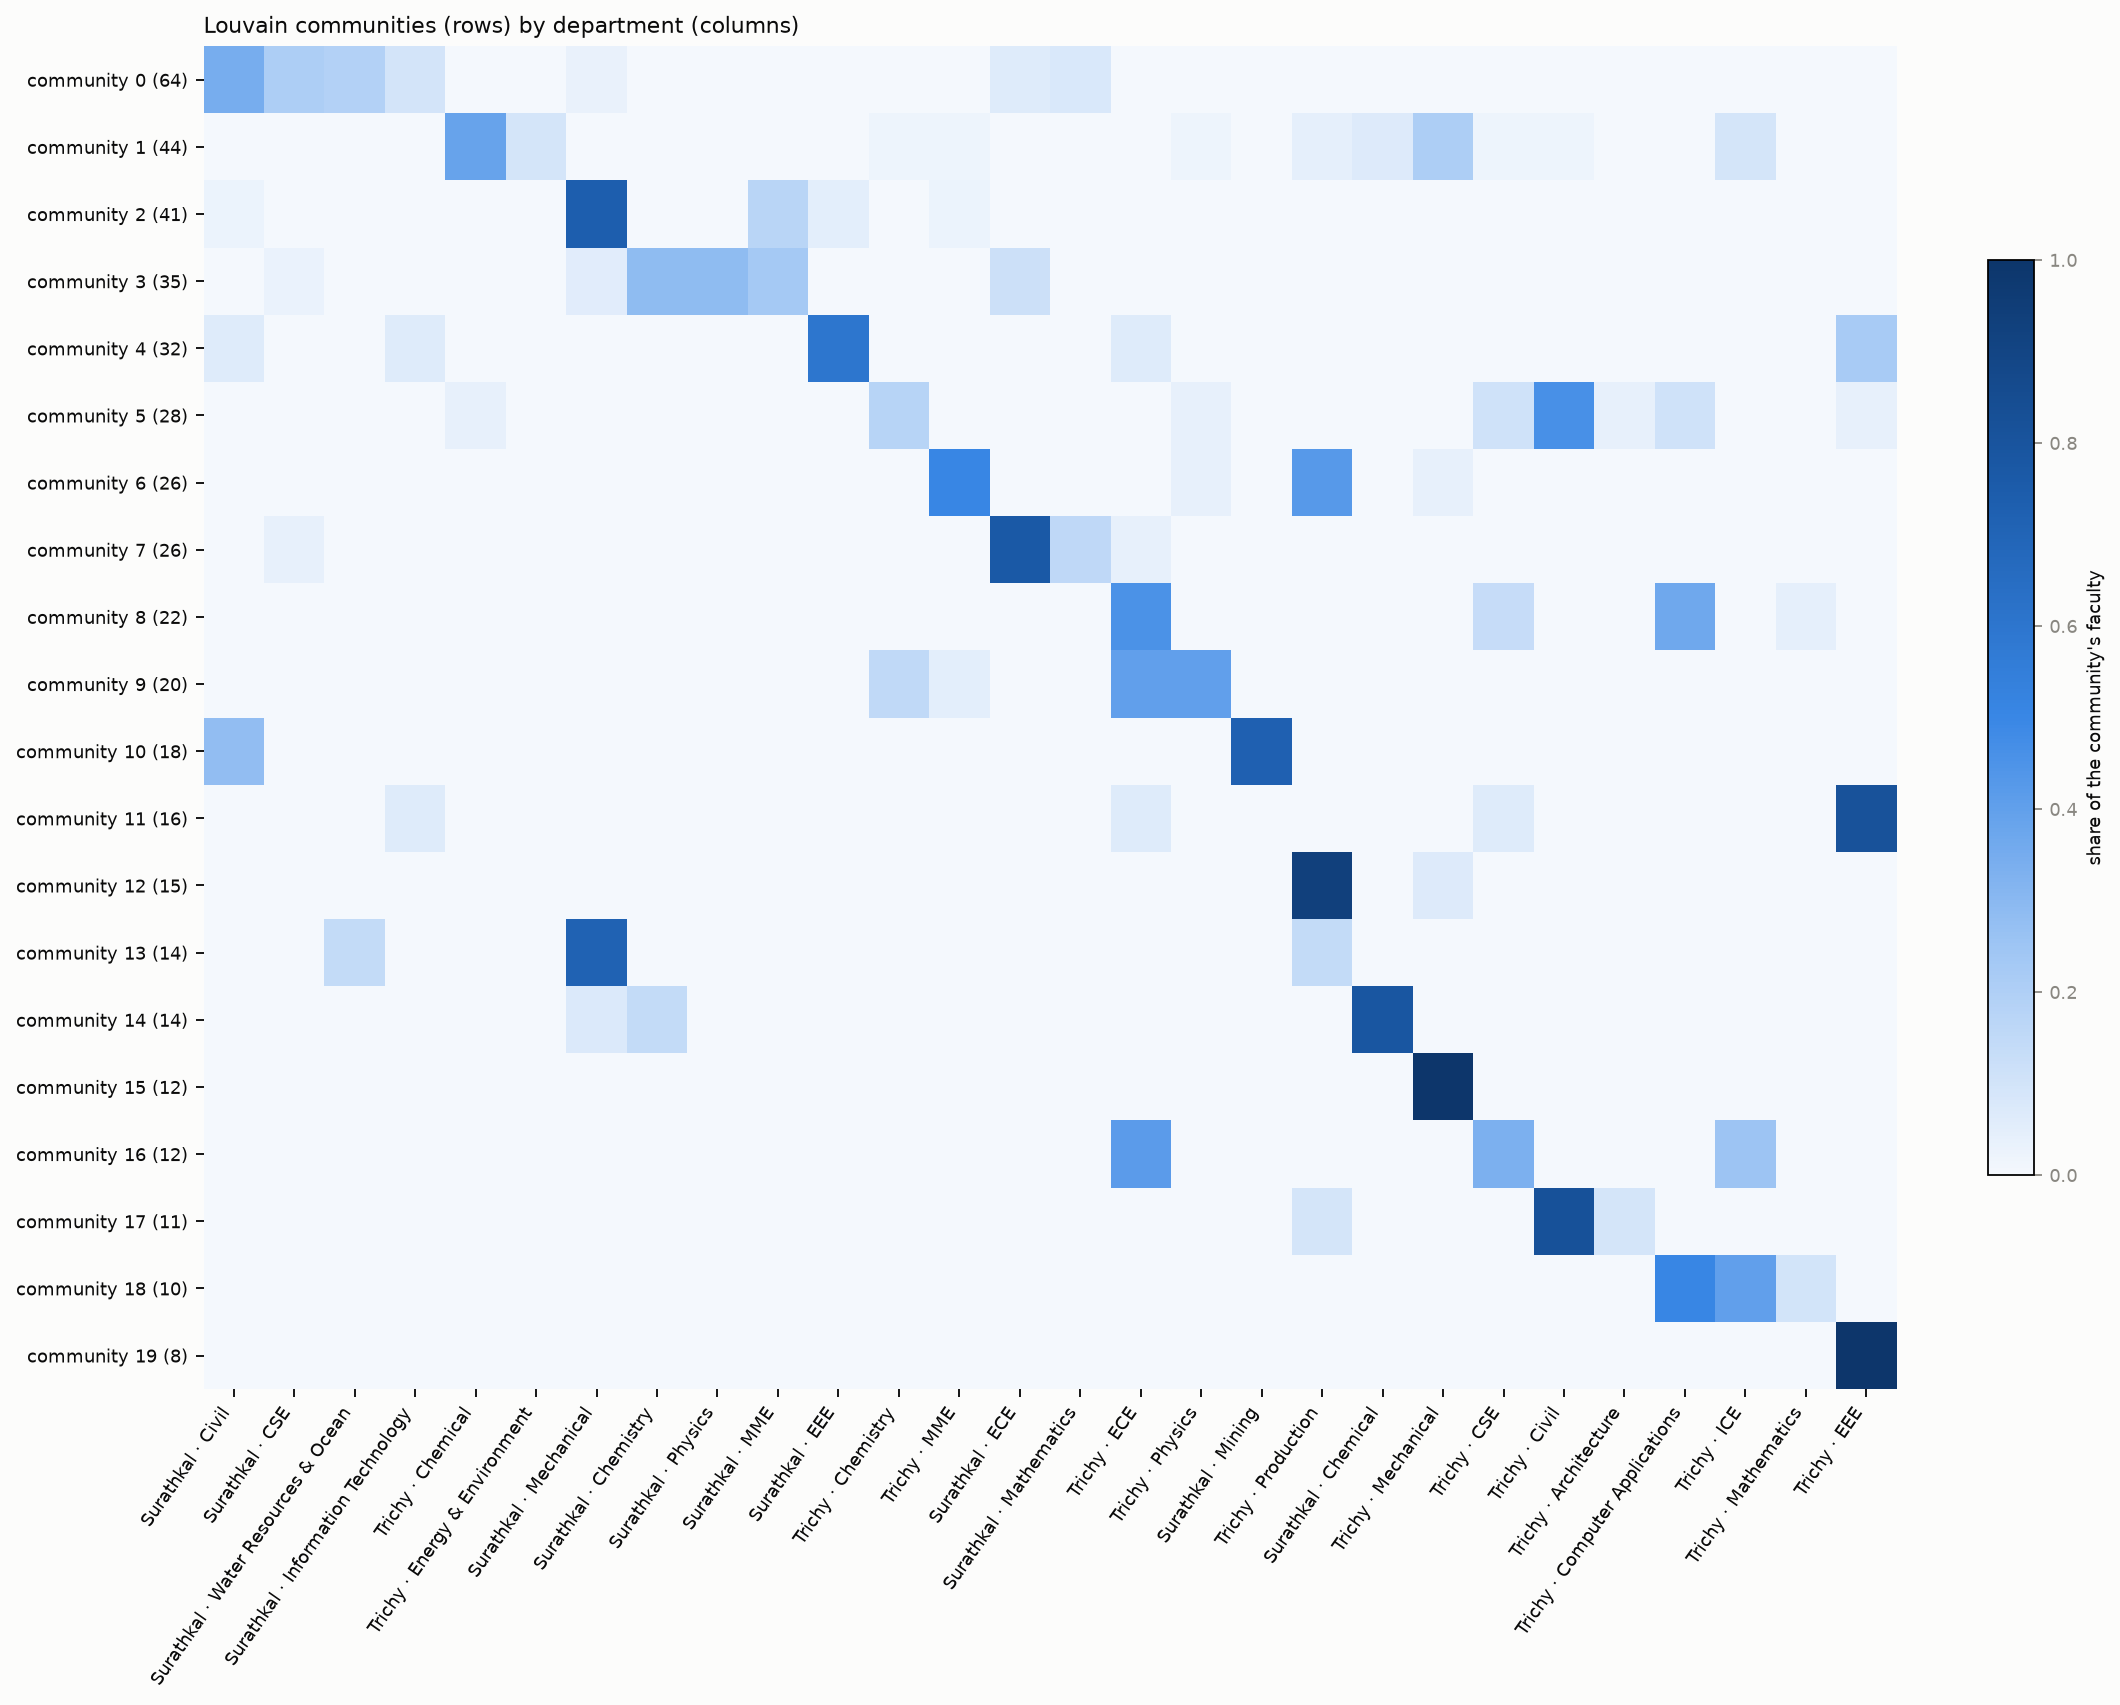 Louvain communities (rows) by department (columns)
community 0 (64)
community 1 (44)
community 2 (41)
community 3 (35)
community 4 (32)
community 5 (28)
community 6 (26)
community 7 (26)
community 8 (22)
community 9 (20)
community 10 (18)
community 11 (16)
community 12 (15)
community 13 (14)
community 14 (14)
community 15 (12)
community 16 (12)
community 17 (11)
community 18 (10)
community 19 (8)
Surathkal · Civil
Surathkal · CSE
Surathkal · Water Resources & Ocean
Surathkal · Information Technology
Trichy · Chemical
Trichy · Energy & Environment
Surathkal · Mechanical
Surathkal · Chemistry
Surathkal · Physics
Surathkal · MME
Surathkal · EEE
Trichy · Chemistry
Trichy · MME
Surathkal · ECE
Surathkal · Mathematics
Trichy · ECE
Trichy · Physics
Surathkal · Mining
Trichy · Production
Surathkal · Chemical
Trichy · Mechanical
Trichy · CSE
Trichy · Civil
Trichy · Architecture
Trichy · Computer Applications
Trichy · ICE
Trichy · Mathematics
Trichy · EEE
1.0
0.8
0.6
0.4
0.2
0.0
share of the community's faculty